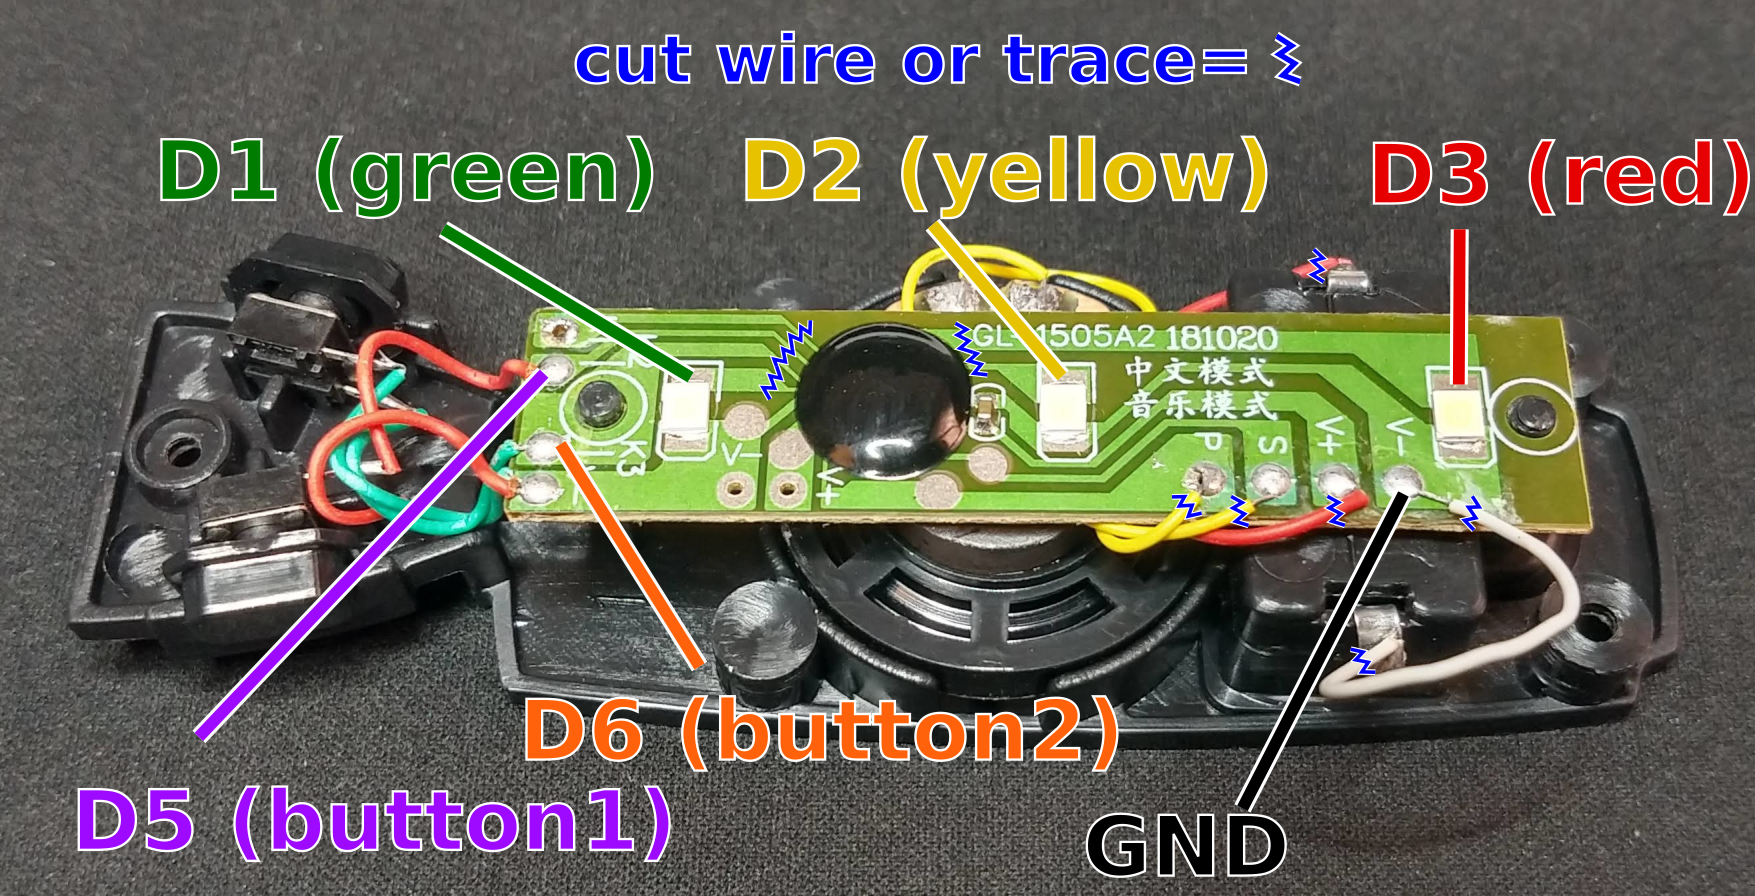 cut wire or trace=
D1 (green)
D2 (yellow)
D3 (red)
GL-1505A2 181020
中文模式
音乐模式
K3
V-
V+
P
S
V+
V-
D6 (button2)
D5 (button1)
GND